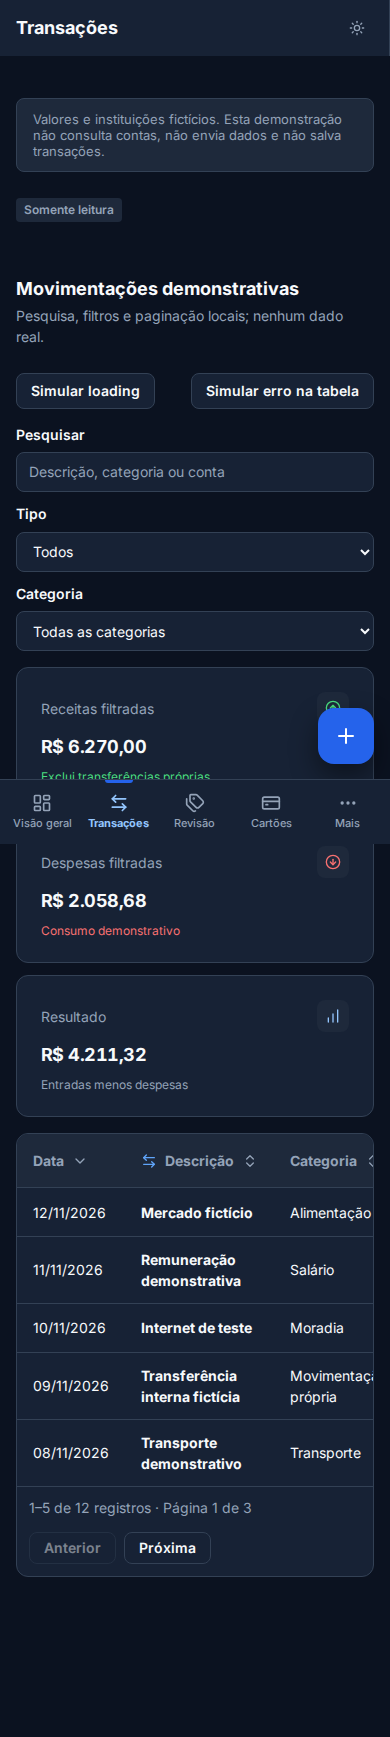 Transações
Valores e instituições fictícios. Esta demonstração
não consulta contas, não envia dados e não salva
transações.
Somente leitura
Movimentações demonstrativas
Pesquisa, filtros e paginação locais; nenhum dado
real.
Simular loading
Simular erro na tabela
Pesquisar
Descrição, categoria ou conta
Tipo
Todos
Categoria
Todas as categorias
Receitas filtradas
R$ 6.270,00
Exclui transferências próprias
Visão geral
Transações
Revisão
Cartões
Mais
Despesas filtradas
R$ 2.058,68
Consumo demonstrativo
Resultado
R$ 4.211,32
Entradas menos despesas
Data Descrição Categoria
12/11/2026 Mercado fictício Alimentação
11/11/2026 Remuneração demonstrativa Salário
10/11/2026 Internet de teste Moradia
09/11/2026 Transferência interna fictícia própria
08/11/2026 Transporte demonstrativo Transporte
1–5 de 12 registros · Página 1 de 3
Anterior
Próxima